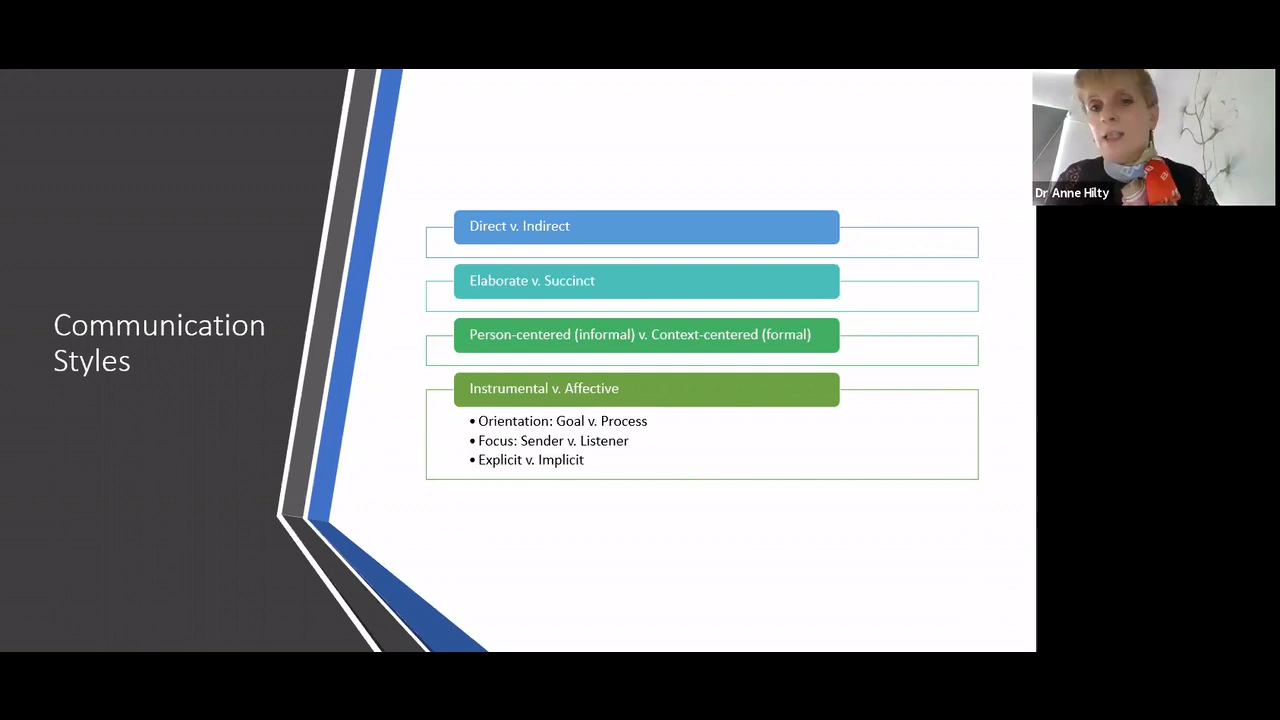 Communication
Styles
Direct v. Indirect
Elaborate v. Succinct
Person-centered (informal) v. Context-centered (formal)
Instrumental v. Affective
• Orientation: Goal v. Process
• Focus: Sender v. Listener
• Explicit v. Implicit
Dr Anne Hilty